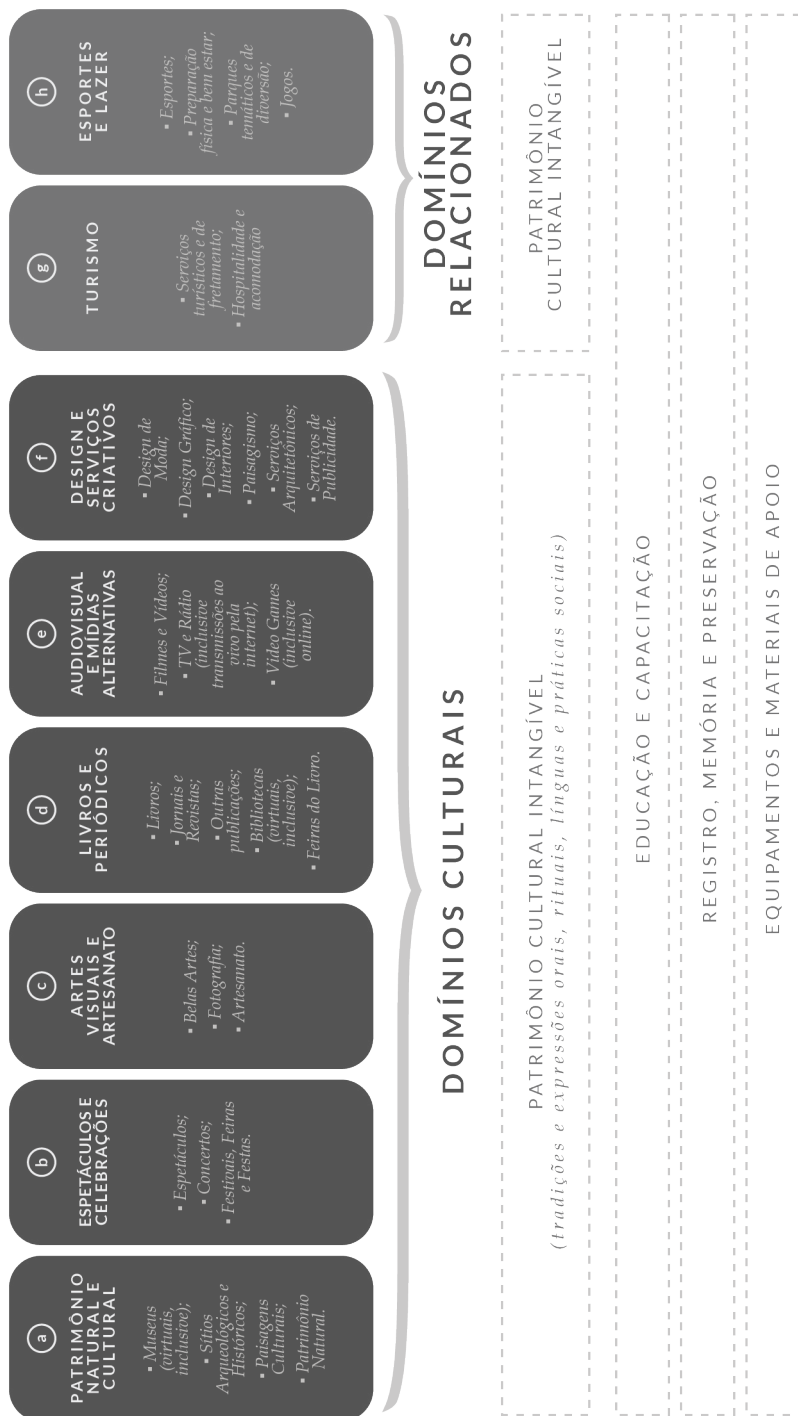 a
PATRIMÔNIO
NATURAL E
CULTURAL
▪ Museus
(virtuais,
inclusive);
▪ Sítios
Arqueológicos e
Históricos;
▪ Paisagens
Culturais;
▪ Patrimônio
Natural.
b
ESPETÁCULOS E
CELEBRAÇÕES
▪ Espetáculos;
▪ Concertos;
▪ Festivais, Feiras
e Festas.
c
ARTES
VISUAIS E
ARTESANATO
▪ Belas Artes;
▪ Fotografia;
▪ Artesanato.
d
LIVROS E
PERIÓDICOS
▪ Livros;
▪ Jornais e
Revistas;
▪ Outras
publicações;
▪ Bibliotecas
(virtuais,
inclusive);
▪ Feiras do Livro.
e
AUDIOVISUAL
E MÍDIAS
ALTERNATIVAS
▪ Filmes e Vídeos;
▪ TV e Rádio
(inclusive
transmissões ao
vivo pela
internet);
▪ Video Games
(inclusive
online).
f
DESIGN E
SERVIÇOS
CRIATIVOS
▪ Design de
Moda;
▪ Design Gráfico;
▪ Design de
Interiores;
▪ Paisagismo;
▪ Serviços
Arquitetônicos;
▪ Serviços de
Publicidade.
g
TURISMO
▪ Serviços
turísticos e de
fretamento;
▪ Hospitalidade e
acomodação
h
ESPORTES
E LAZER
▪ Esportes;
▪ Preparação
física e bem estar;
▪ Parques
temáticos e de
diversão;
▪ Jogos.
DOMÍNIOS CULTURAIS
DOMÍNIOS
RELACIONADOS
PATRIMÔNIO CULTURAL INTANGÍVEL
(tradições e expressões orais, rituais, línguas e práticas sociais)
PATRIMÔNIO
CULTURAL INTANGÍVEL
EDUCAÇÃO E CAPACITAÇÃO
REGISTRO, MEMÓRIA E PRESERVAÇÃO
EQUIPAMENTOS E MATERIAIS DE APOIO